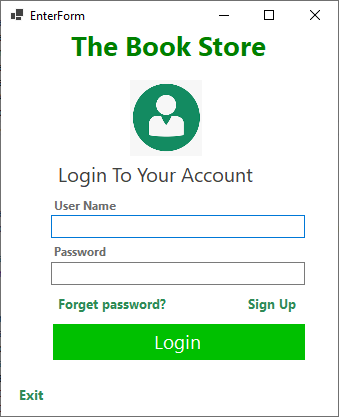 EnterForm
The Book Store
Login To Your Account
User Name
Password
Forget password? Sign Up
Login
Exit